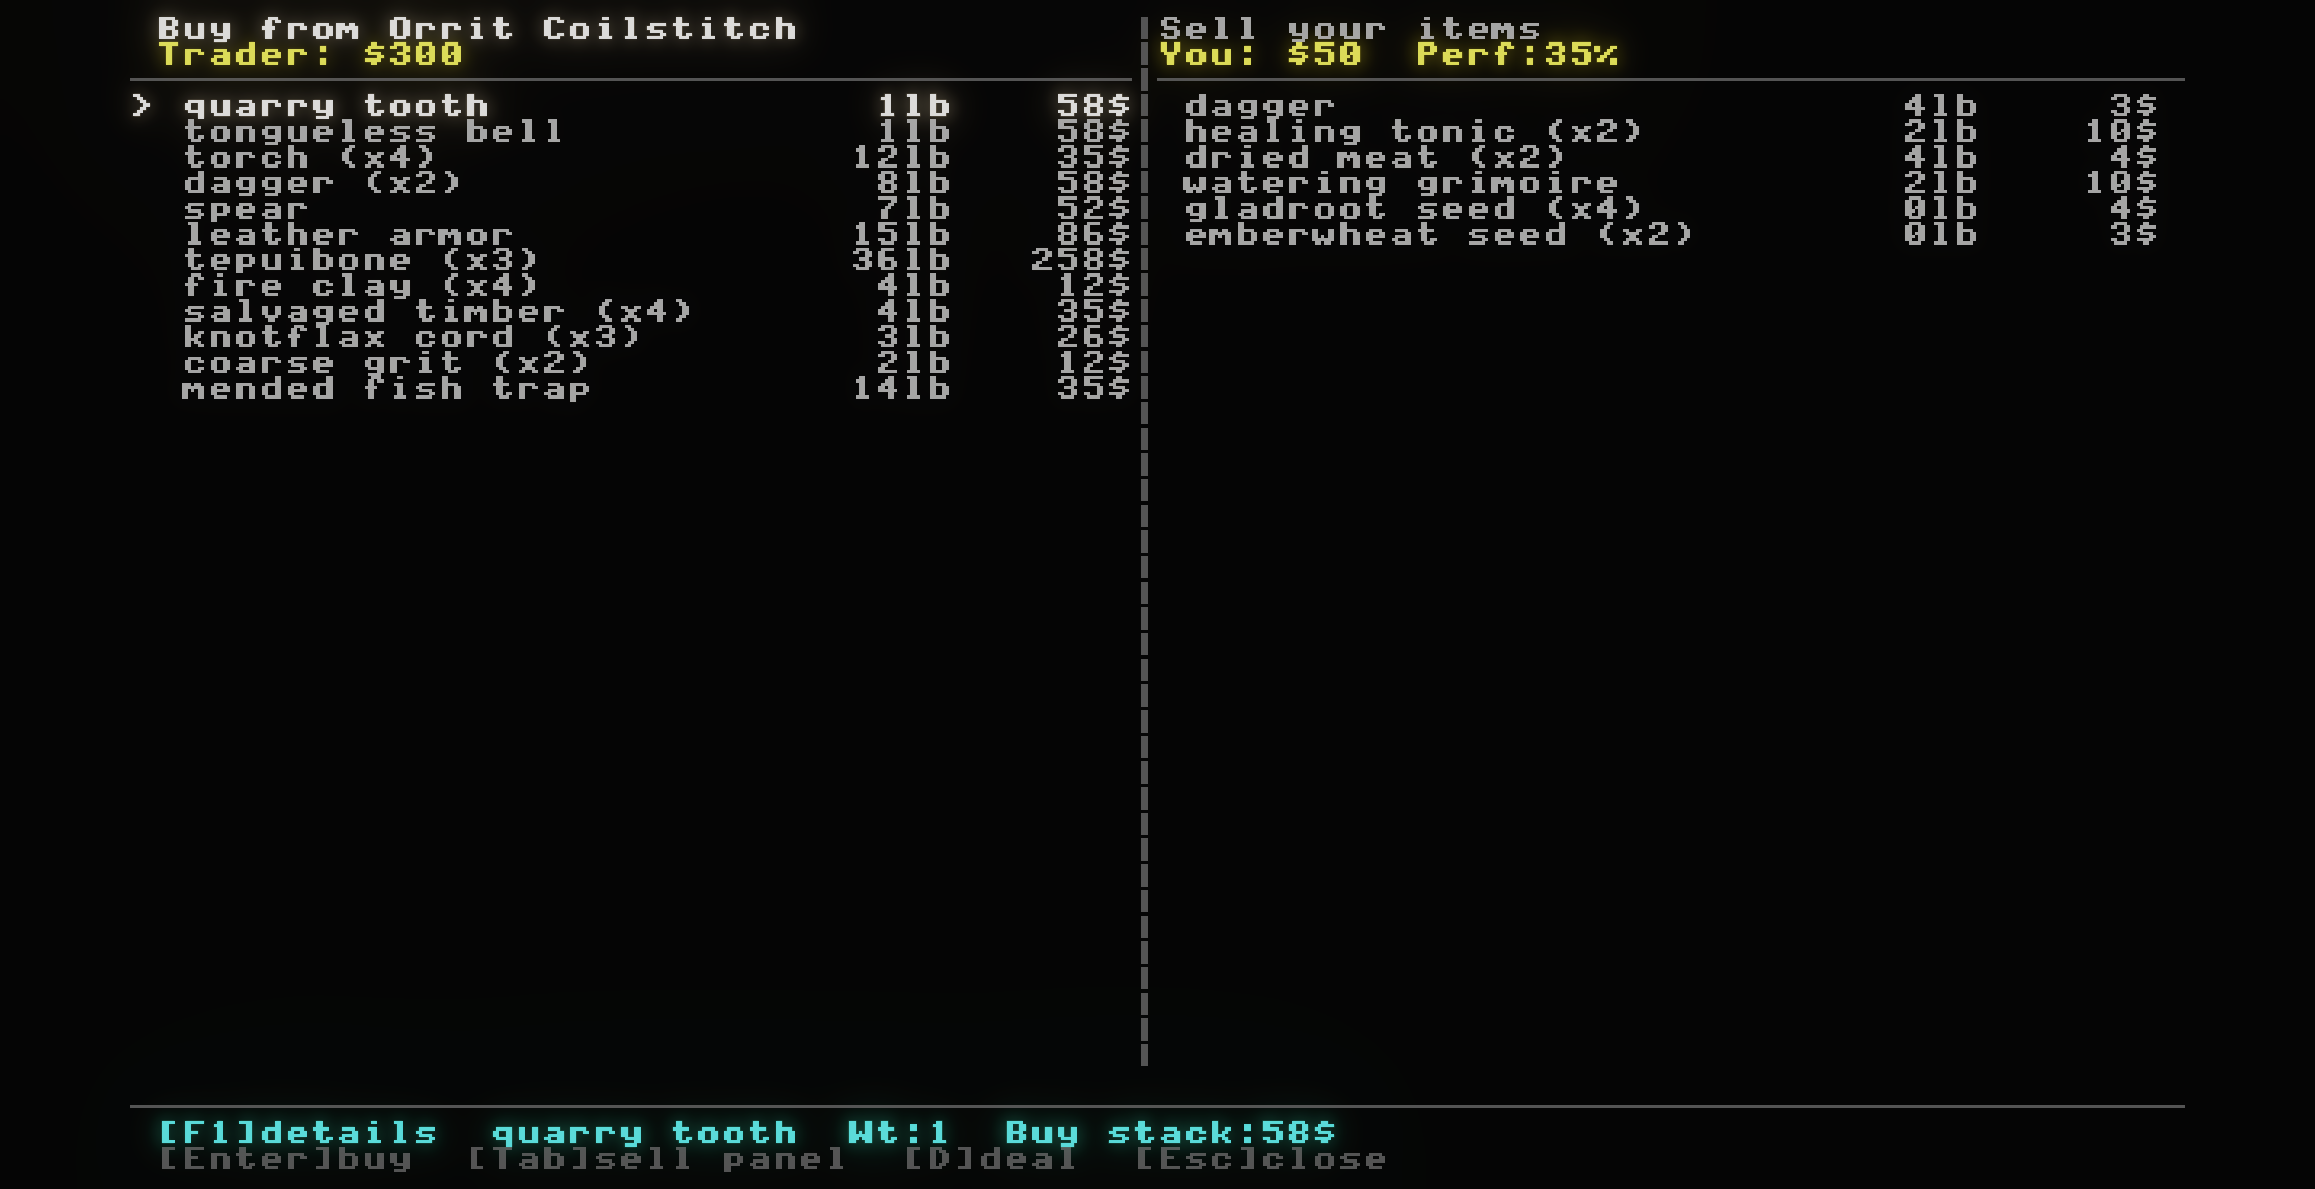 Buy from Orrit Coilstitch
Trader: $300
> quarry tooth 1lb 58$
tongueless bell 1lb 58$
torch (x4) 12lb 35$
dagger (x2) 8lb 58$
spear 7lb 52$
leather armor 15lb 86$
tepuibone (x3) 36lb 258$
fire clay (x4) 4lb 12$
salvaged timber (x4) 4lb 35$
knotflax cord (x3) 3lb 26$
coarse grit (x2) 2lb 12$
mended fish trap 14lb 35$
Sell your items
You: $50 Perf:35%
dagger 4lb 3$
healing tonic (x2) 2lb 10$
dried meat (x2) 4lb 4$
watering grimoire 2lb 10$
gladroot seed (x4) 0lb 4$
emberwheat seed (x2) 0lb 3$
[F1]details quarry tooth Wt:1 Buy stack:58$
[Enter]buy [Tab]sell panel [D]deal [Esc]close